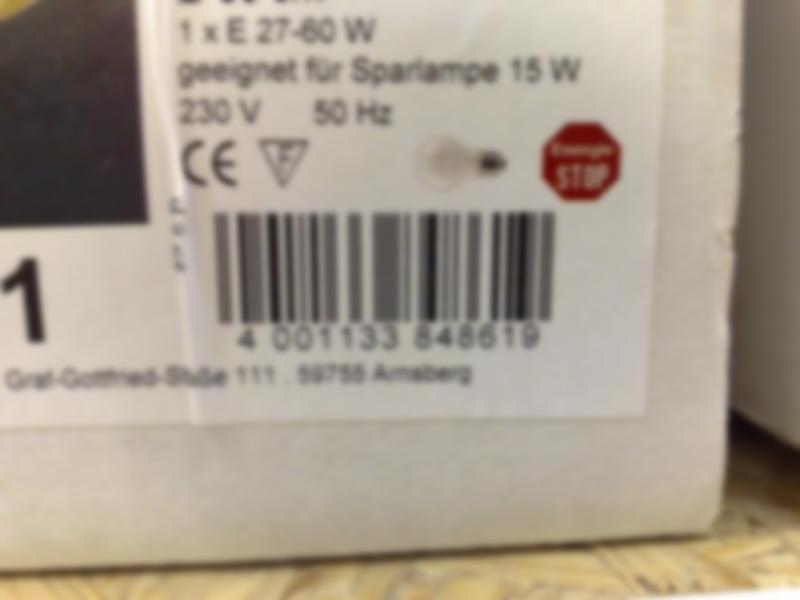 1 x E 27-60 W
geeignet für Sparlampe 15 W
230 V 50 Hz
CE F
Energie
STOP
1
4 001133 848619
Graf-Gottfried-Straße 111 . 59755 Arnsberg